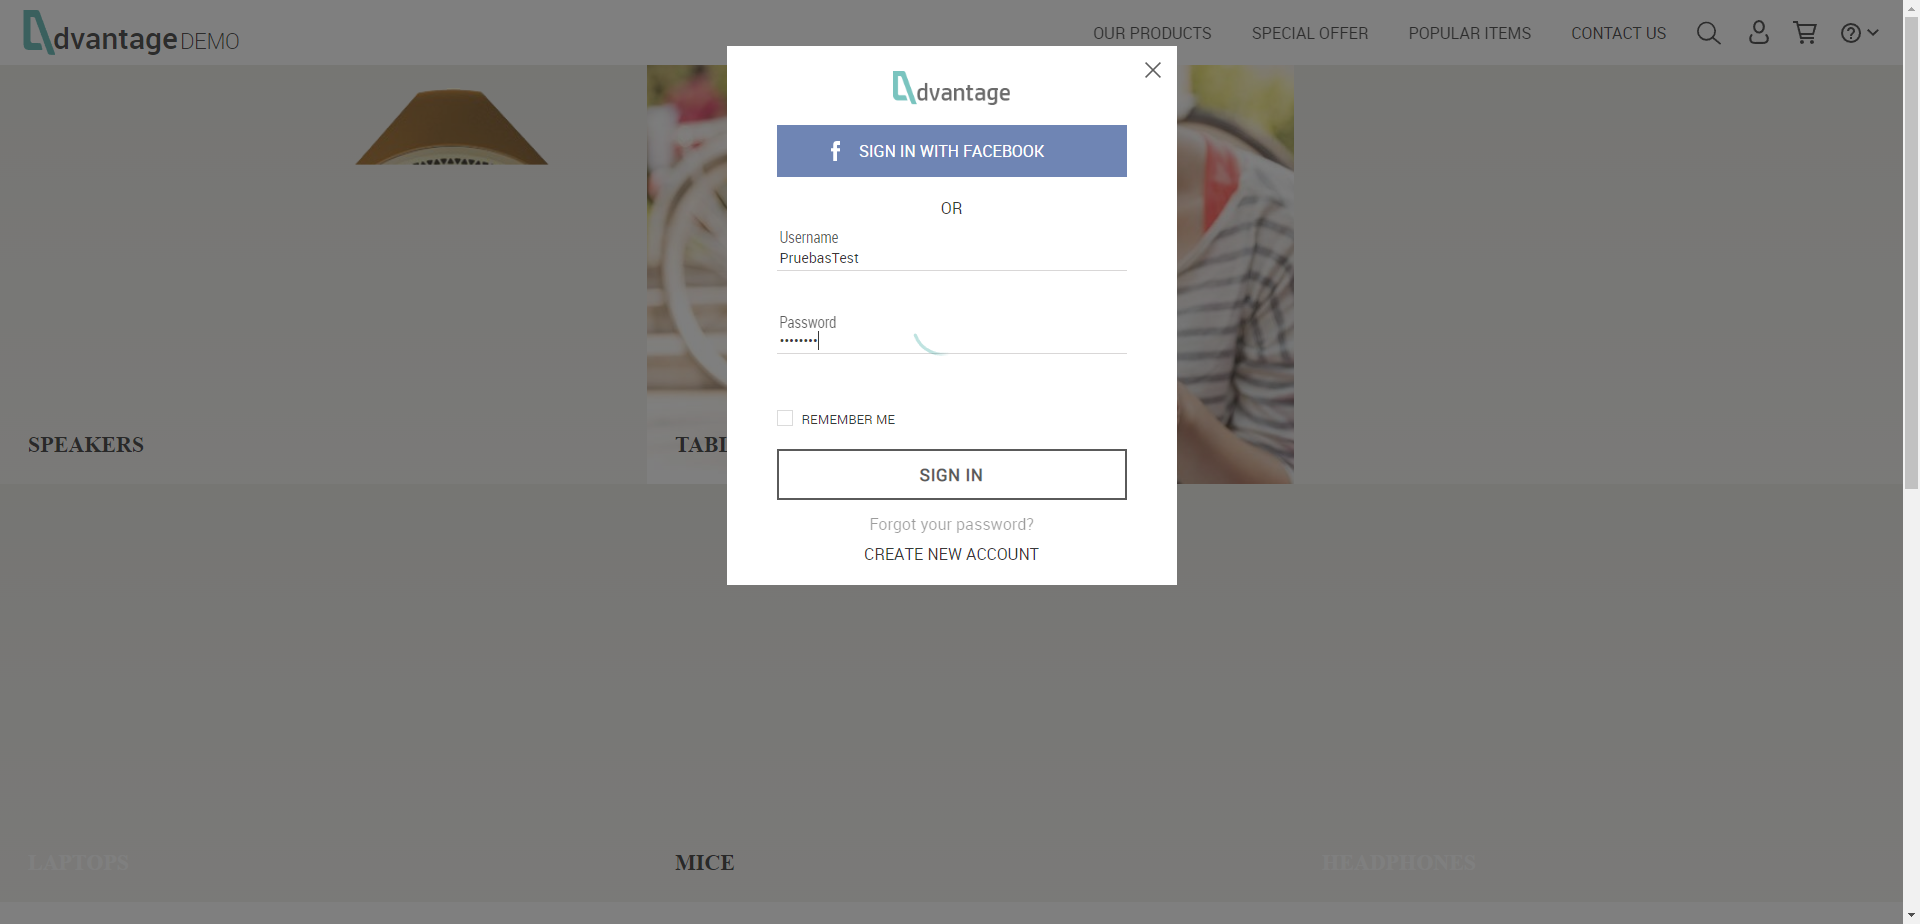 dvantage DEMO
OUR PRODUCTS
SPECIAL OFFER
POPULAR ITEMS
CONTACT US
dvantage
SIGN IN WITH FACEBOOK
OR
Username
PruebasTest
Password
••••••••
REMEMBER ME
SIGN IN
Forgot your password?
CREATE NEW ACCOUNT
SPEAKERS
TABL
LAPTOPS
MICE
HEADPHONES